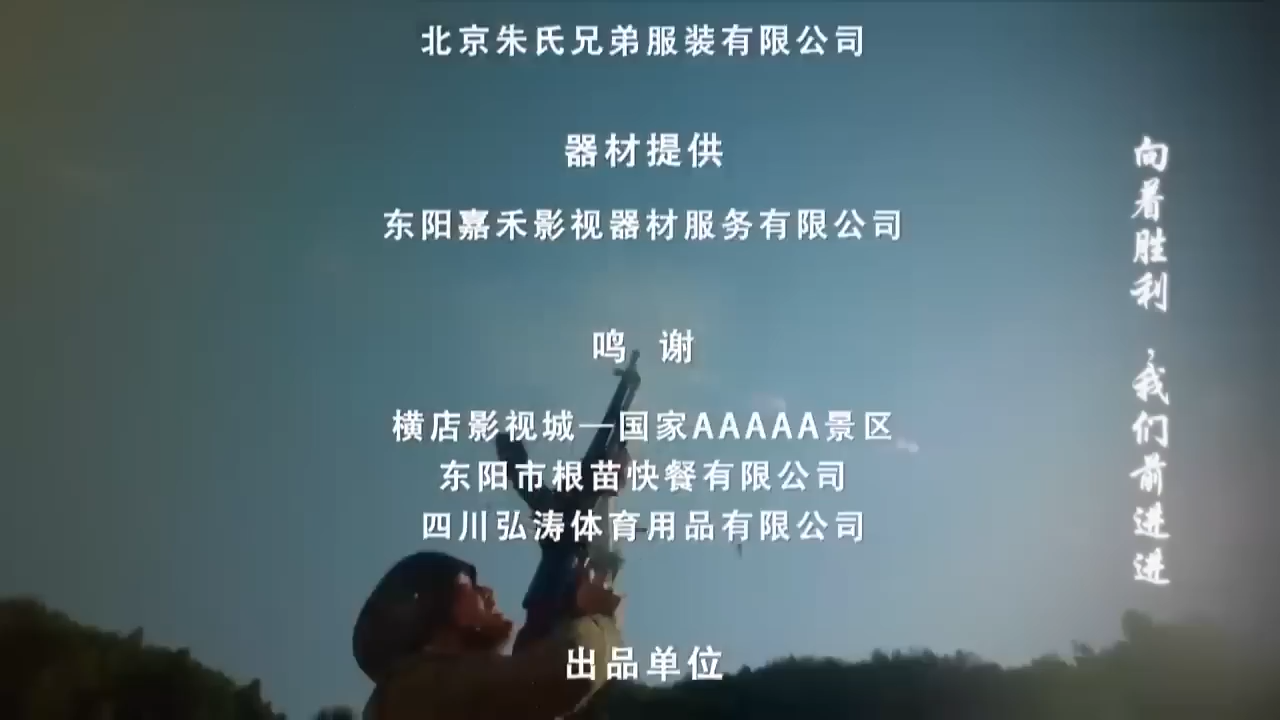 北京朱氏兄弟服装有限公司
器材提供
东阳嘉禾影视器材服务有限公司
鸣 谢
横店影视城—国家AAAAA景区
东阳市根苗快餐有限公司
四川弘涛体育用品有限公司
出品单位
向着胜利,我们前进进